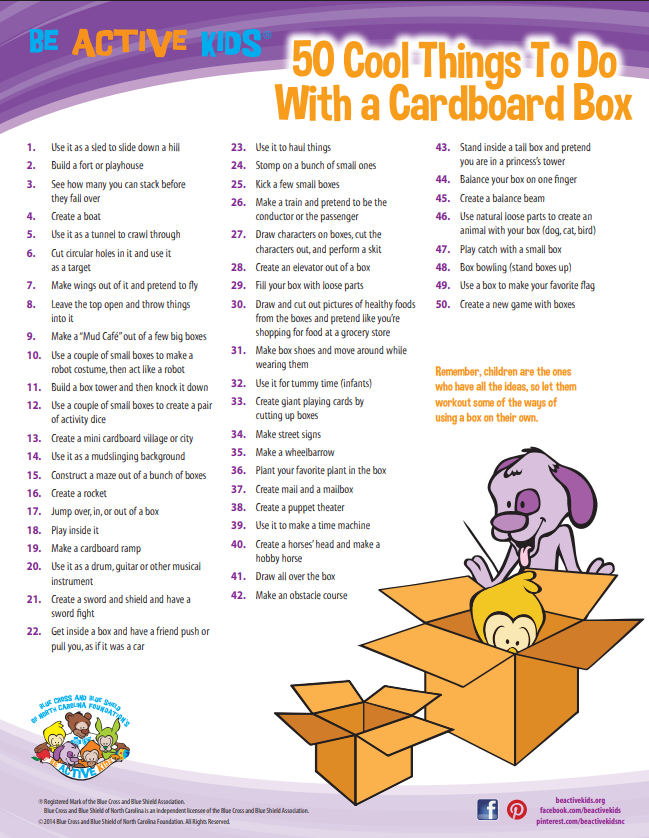 BE ACTIVE KIDS®
50 Cool Things To Do
With a Cardboard Box
1. Use it as a sled to slide down a hill
2. Build a fort or playhouse
3. See how many you can stack before
they fall over
4. Create a boat
5. Use it as a tunnel to crawl through
6. Cut circular holes in it and use it
as a target
7. Make wings out of it and pretend to fly
8. Leave the top open and throw things
into it
9. Make a “Mud Café” out of a few big boxes
10. Use a couple of small boxes to make a
robot costume, then act like a robot
11. Build a box tower and then knock it down
12. Use a couple of small boxes to create a pair
of activity dice
13. Create a mini cardboard village or city
14. Use it as a mudslinging background
15. Construct a maze out of a bunch of boxes
16. Create a rocket
17. Jump over, in, or out of a box
18. Play inside it
19. Make a cardboard ramp
20. Use it as a drum, guitar or other musical
instrument
21. Create a sword and shield and have a
sword fight
22. Get inside a box and have a friend push or
pull you, as if it was a car
23. Use it to haul things
24. Stomp on a bunch of small ones
25. Kick a few small boxes
26. Make a train and pretend to be the
conductor or the passenger
27. Draw characters on boxes, cut the
characters out, and perform a skit
28. Create an elevator out of a box
29. Fill your box with loose parts
30. Draw and cut out pictures of healthy foods
from the boxes and pretend like you’re
shopping for food at a grocery store
31. Make box shoes and move around while
wearing them
32. Use it for tummy time (infants)
33. Create giant playing cards by
cutting up boxes
34. Make street signs
35. Make a wheelbarrow
36. Plant your favorite plant in the box
37. Create mail and a mailbox
38. Create a puppet theater
39. Use it to make a time machine
40. Create a horses’ head and make a
hobby horse
41. Draw all over the box
42. Make an obstacle course
43. Stand inside a tall box and pretend
you are in a princess’s tower
44. Balance your box on one finger
45. Create a balance beam
46. Use natural loose parts to create an
animal with your box (dog, cat, bird)
47. Play catch with a small box
48. Box bowling (stand boxes up)
49. Use a box to make your favorite flag
50. Create a new game with boxes
Remember, children are the ones
who have all the ideas, so let them
workout some of the ways of
using a box on their own.
BLUE CROSS AND BLUE SHIELD
OF NORTH CAROLINA FOUNDATION'S
BE ACTIVE KIDS
® Registered Mark of the Blue Cross and Blue Shield Association.
Blue Cross and Blue Shield of North Carolina is an independent licensee of the Blue Cross and Blue Shield Association.
© 2014 Blue Cross and Blue Shield of North Carolina Foundation. All Rights Reserved.
beactivekids.org
facebook.com/beactivekids
pinterest.com/beactivekidsnc